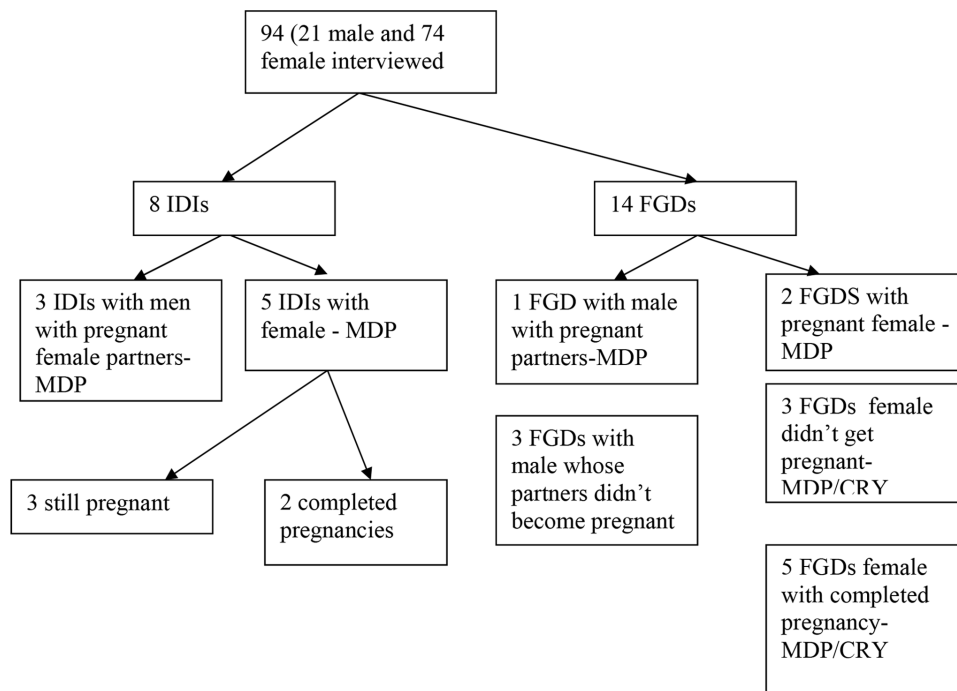 94 (21 male and 74
female interviewed
8 IDIs
14 FGDs
3 IDIs with men
with pregnant
female partners-
MDP
5 IDIs with
female - MDP
1 FGD with male
with pregnant
partners-MDP
2 FGDS with
pregnant female -
MDP
3 FGDs with
male whose
partners didn't
become pregnant
3 FGDs  female
didn't get
pregnant-
MDP/CRY
3 still pregnant
2 completed
pregnancies
5 FGDs female
with completed
pregnancy-
MDP/CRY